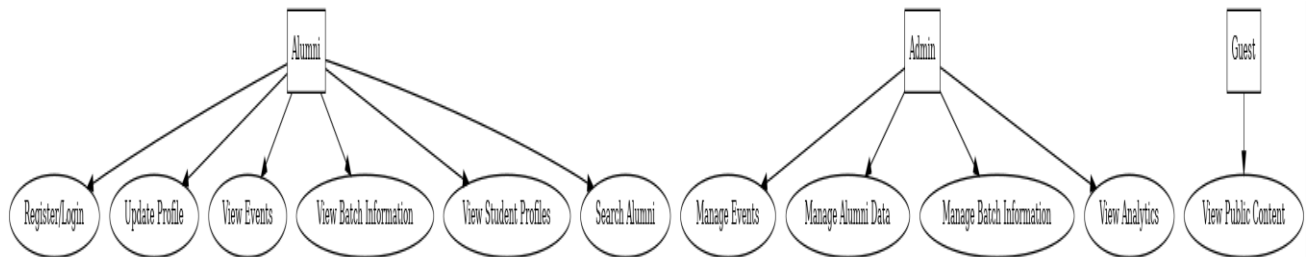 Alumni
Admin
Guest
Register/Login
Update Profile
View Events
View Batch Information
View Student Profiles
Search Alumni
Manage Events
Manage Alumni Data
Manage Batch Information
View Analytics
View Public Content